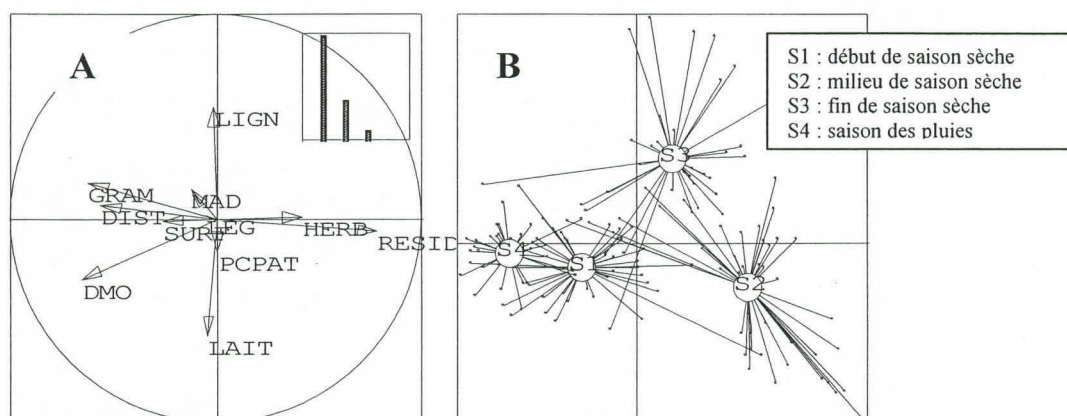 A
LIGN
GRAM
MAD
DIST
LEG
SURF
HERB
RESID
PCPAT
DMO
LAIT
B
S1 : début de saison sèche
S2 : milieu de saison sèche
S3 : fin de saison sèche
S4 : saison des pluies
S3
S4
S1
S2